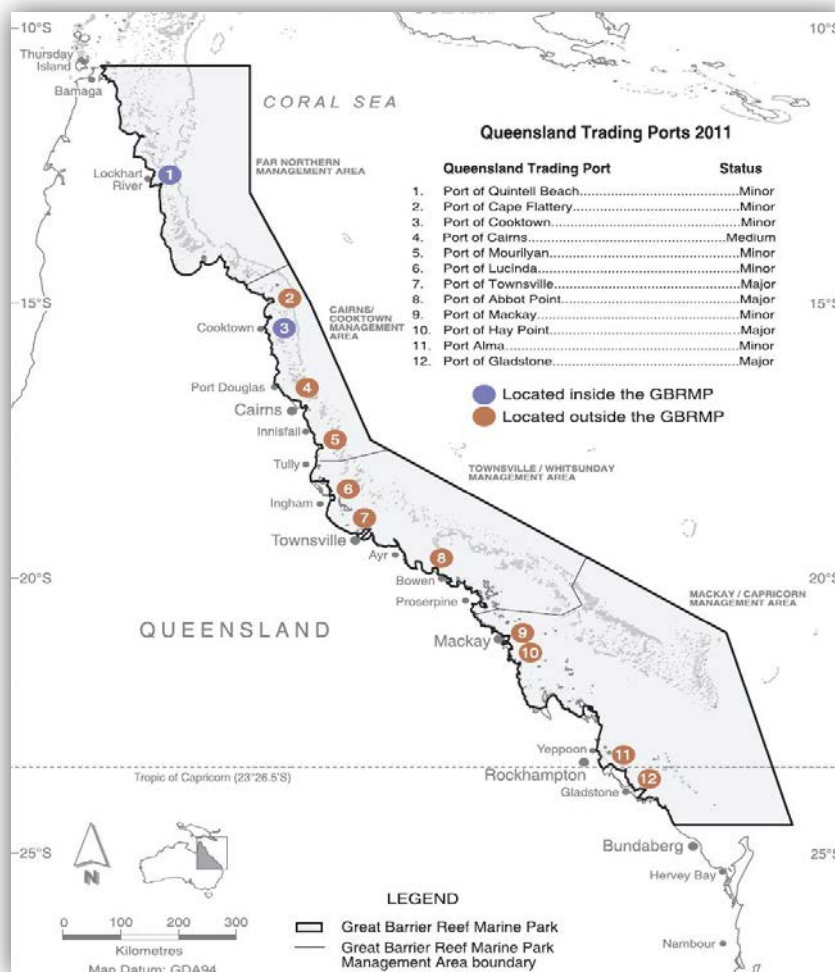 10°S
10°S
Thursday
Island
Bamaga
CORAL SEA
Queensland Trading Ports 2011
Queensland Trading Port Status
1. Port of Quintell Beach Minor
2. Port of Cape Flattery Minor
3. Port of Cooktown Minor
4. Port of Cairns Medium
5. Port of Mourilyan Minor
6. Port of Lucinda Minor
7. Port of Townsville Major
8. Port of Abbot Point Major
9. Port of Mackay Minor
10. Port of Hay Point Major
11. Port Alma Minor
12. Port of Gladstone Major
Located inside the GBRMP
Located outside the GBRMP
FAR NORTHERN
MANAGEMENT AREA
Lockhart
River
1
15°S
15°S
2
CAIRNS/
COOKTOWN
MANAGEMENT
AREA
Cooktown
3
Port Douglas
4
Cairns
Innisfail
5
Tully
TOWNSVILLE / WHITSUNDAY
MANAGEMENT AREA
6
Ingham
7
Townsville
Ayr
8
20°S
20°S
Bowen
Proserpine
MACKAY / CAPRICORN
MANAGEMENT AREA
QUEENSLAND
Mackay
9
10
Yeppoon
11
Rockhampton
12
Tropic of Capricorn (23°26.5'S)
Gladstone
25°S
25°S
Bundaberg
Hervey Bay
Nambour
N
LEGEND
Great Barrier Reef Marine Park
Great Barrier Reef Marine Park
Management Area boundary
0 100 200 300
Kilometres
Map Datum: GDA94